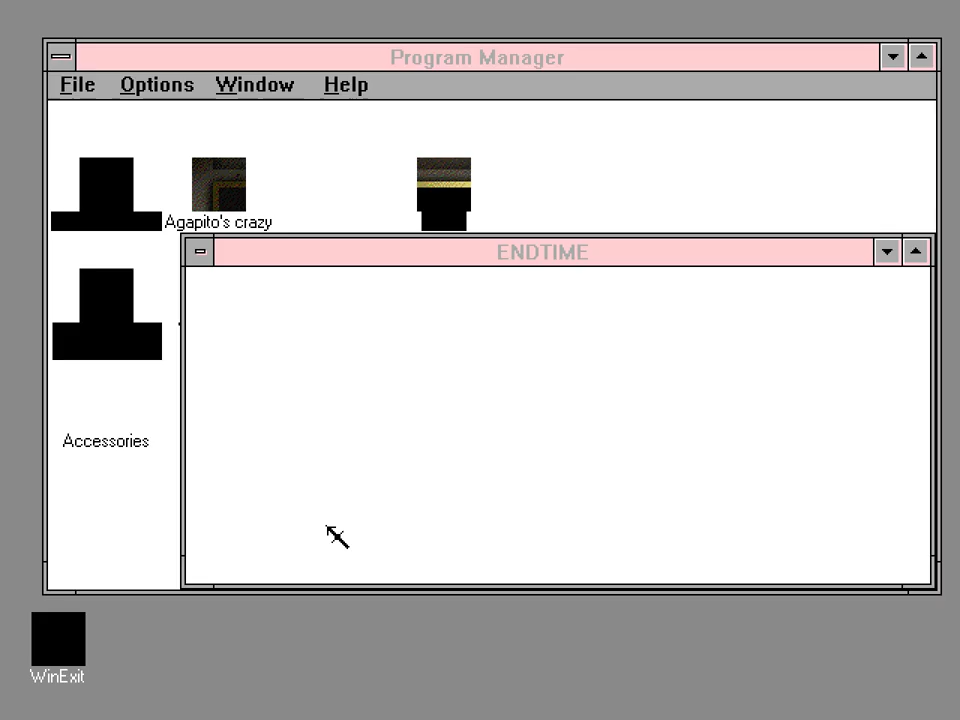 Program Manager
File Options Window Help
Agapito's crazy
ENDTIME
Accessories
WinExit